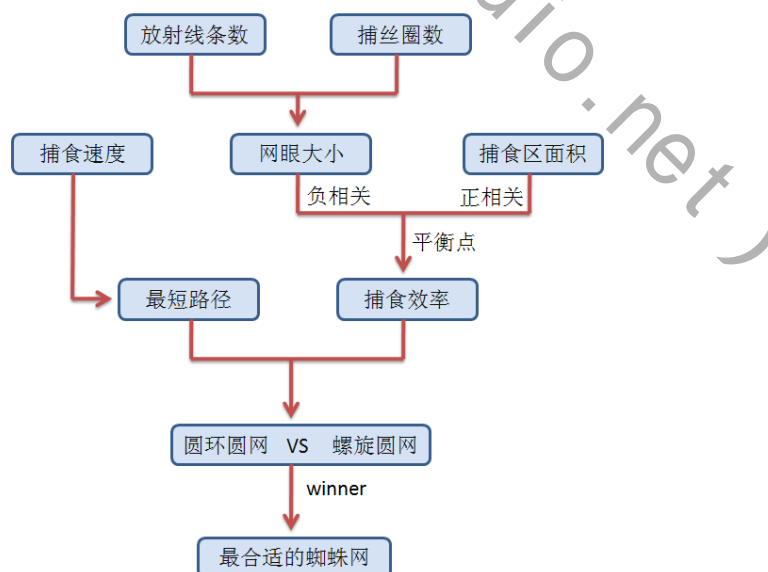 放射线条数
捕丝圈数
捕食速度
网眼大小
捕食区面积
负相关
正相关
平衡点
最短路径
捕食效率
圆环圆网 VS 螺旋圆网
winner
最合适的蜘蛛网
dio.net)